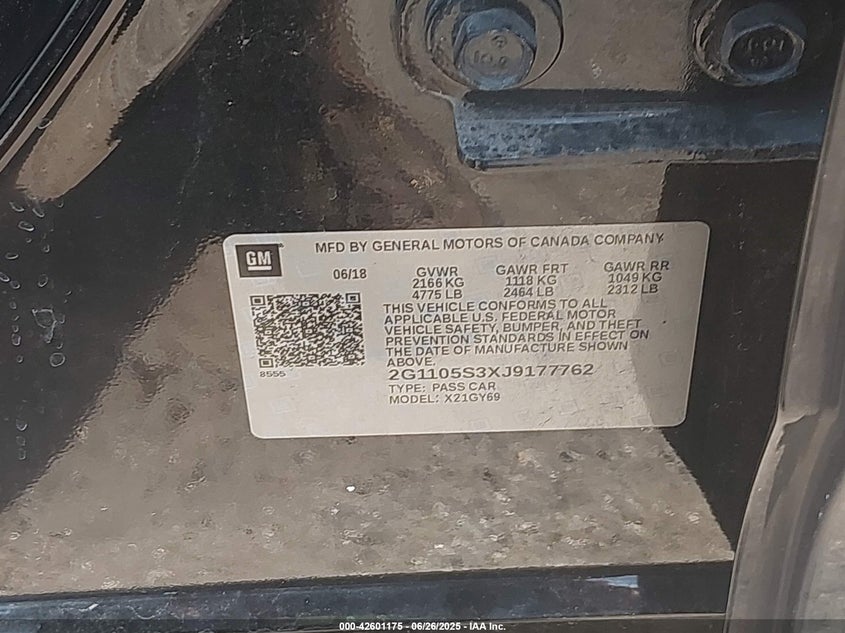 GM
MFD BY GENERAL MOTORS OF CANADA COMPANY
06/18
GVWR GAWR FRT GAWR RR
2166 KG 1118 KG 1049 KG
4775 LB 2464 LB 2312 LB
THIS VEHICLE CONFORMS TO ALL
APPLICABLE U.S. FEDERAL MOTOR
VEHICLE SAFETY, BUMPER, AND THEFT
PREVENTION STANDARDS IN EFFECT ON
THE DATE OF MANUFACTURE SHOWN
ABOVE.
8555
2G1105S3XJ9177762
TYPE: PASS CAR
MODEL: X21GY69
000-42601175 - 06/26/2025 - IAA Inc.